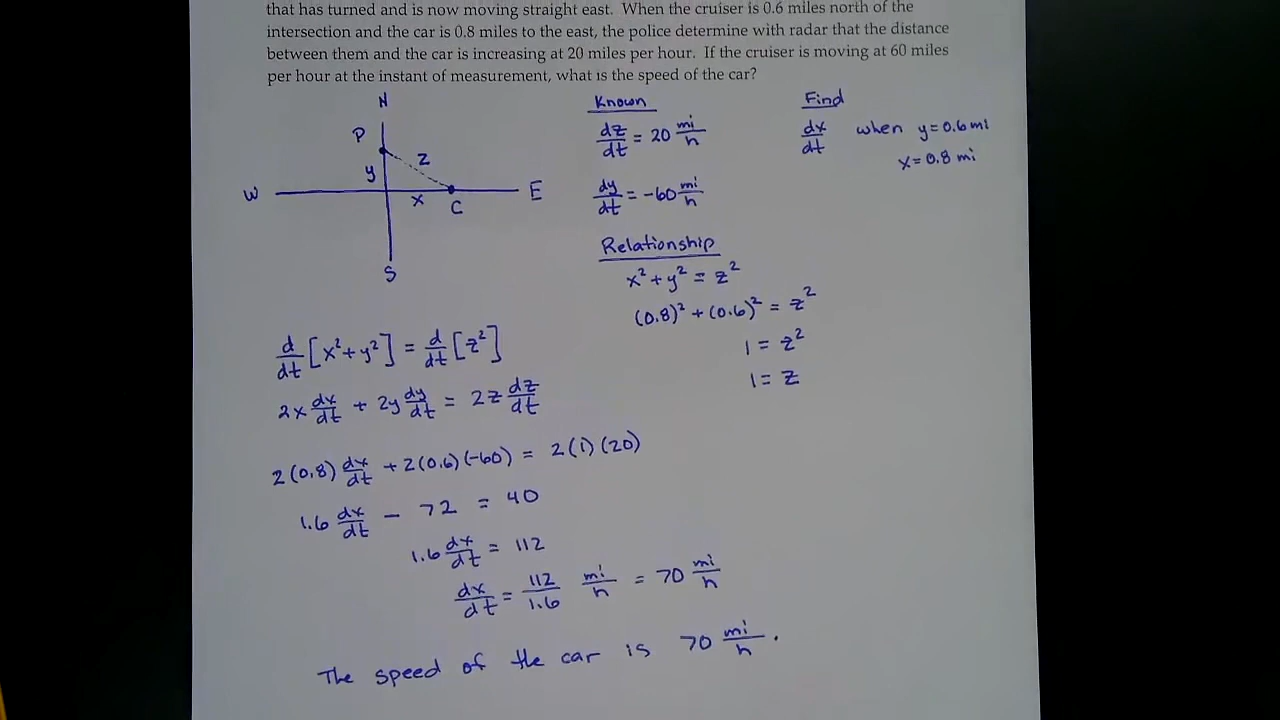 that has turned and is now moving straight east. When the cruiser is 0.6 miles north of the
intersection and the car is 0.8 miles to the east, the police determine with radar that the distance
between them and the car is increasing at 20 miles per hour. If the cruiser is moving at 60 miles
per hour at the instant of measurement, what is the speed of the car?
N
P
z
y
W
E
x
C
S
Known
dz/dt = 20 mi/h
dy/dt = -60 mi/h
Find
dx/dt when y=0.6 mi
x=0.8 mi
Relationship
x² + y² = z²
(0.8)² + (0.6)² = z²
1 = z²
1 = z
d/dt [x² + y²] = d/dt [z²]
2x dx/dt + 2y dy/dt = 2z dz/dt
2(0.8) dx/dt + 2(0.6)(-60) = 2(1)(20)
1.6 dx/dt - 72 = 40
1.6 dx/dt = 112
dx/dt = 112/1.6 mi/h = 70 mi/h
The speed of the car is 70 mi/h.